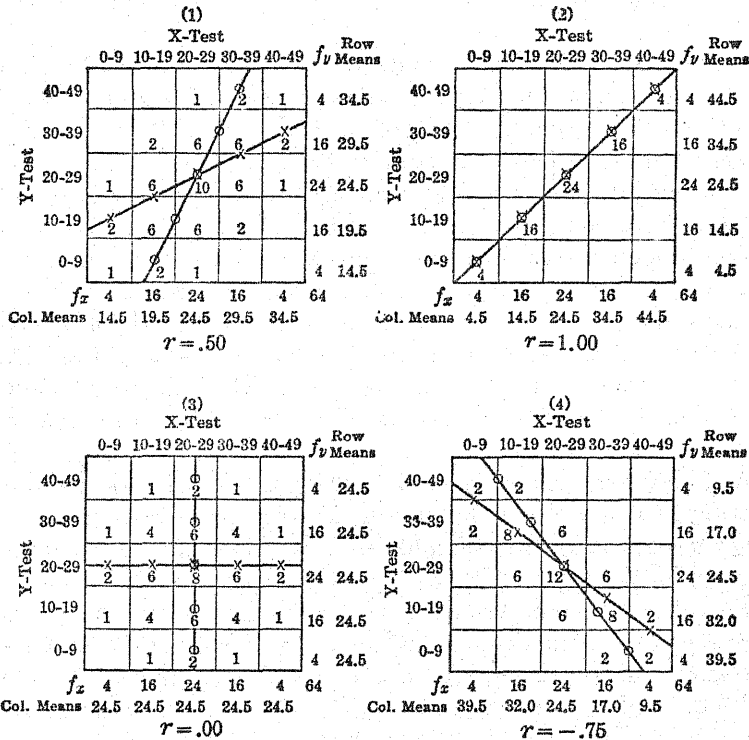 (1)
X-Test
Row
0-9 10-19 20-29 30-39 40-49 fy Means
Y-Test
40-49 1 2 1 4 34.5
30-39 2 6 6 2 16 29.5
20-29 1 6 10 6 1 24 24.5
10-19 2 6 6 2 16 19.5
0-9 1 2 1 4 14.5
fx 4 16 24 16 4 64
Col. Means 14.5 19.5 24.5 29.5 34.5
r=.50
(2)
X-Test
Row
0-9 10-19 20-29 30-39 40-49 fy Means
Y-Test
40-49 4 4 44.5
30-39 16 16 34.5
20-29 24 24 24.5
10-19 16 16 14.5
0-9 4 4 4.5
fx 4 16 24 16 4 64
Col. Means 4.5 14.5 24.5 34.5 44.5
r=1.00
(3)
X-Test
Row
0-9 10-19 20-29 30-39 40-49 fy Means
Y-Test
40-49 1 2 1 4 24.5
30-39 1 4 6 4 1 16 24.5
20-29 2 6 8 6 2 24 24.5
10-19 1 4 6 4 1 16 24.5
0-9 1 2 1 4 24.5
fx 4 16 24 16 4 64
Col. Means 24.5 24.5 24.5 24.5 24.5
r=.00
(4)
X-Test
Row
0-9 10-19 20-29 30-39 40-49 fy Means
Y-Test
40-49 2 2 4 9.5
33-39 2 8 6 16 17.0
20-29 6 12 6 24 24.5
10-19 6 8 2 16 32.0
0-9 2 2 4 39.5
fx 4 16 24 16 4 64
Col. Means 39.5 32.0 24.5 17.0 9.5
r=-.75